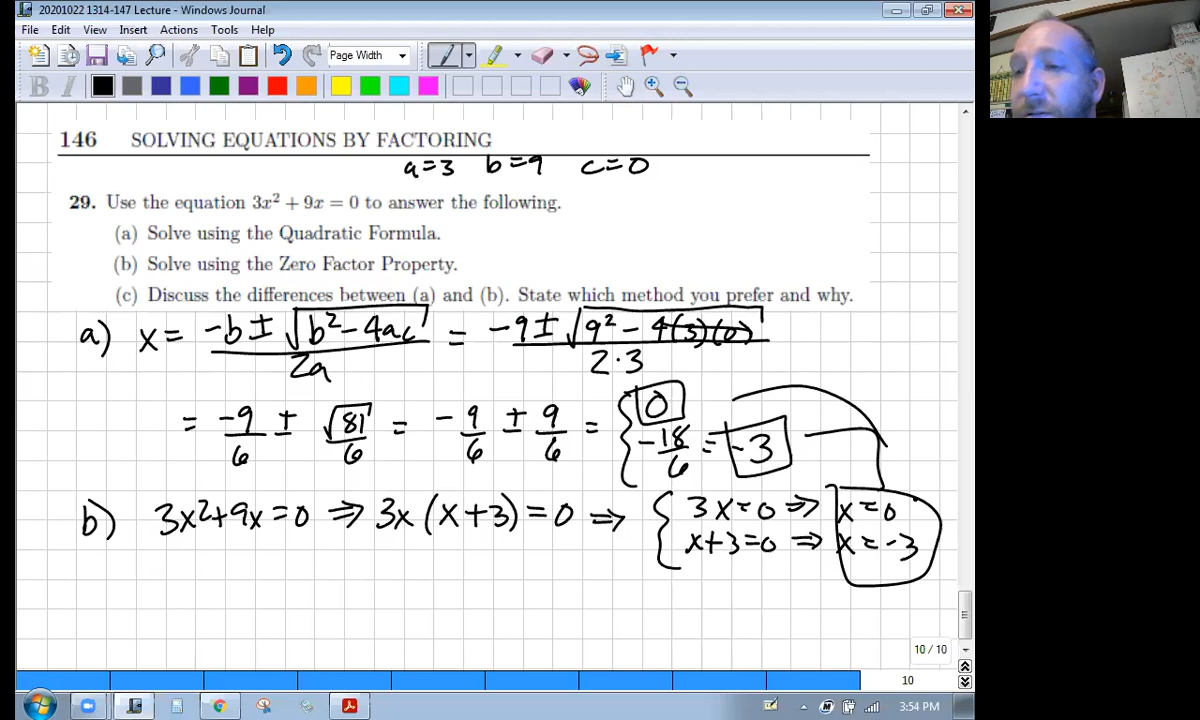 20201022 1314-147 Lecture - Windows Journal
File Edit View Insert Actions Tools Help
Page Width
B I
146 SOLVING EQUATIONS BY FACTORING
a=3 b=9 c=0
29. Use the equation 3x² + 9x = 0 to answer the following.
(a) Solve using the Quadratic Formula.
(b) Solve using the Zero Factor Property.
(c) Discuss the differences between (a) and (b). State which method you prefer and why.
a) x = (-b ± √(b² - 4ac))/2a = (-9 ± √(9² - 4(3)(0)))/2·3
= -9/6 ± √81/6 = -9/6 ± 9/6 = { 0
-18/6 = -3
b) 3x²+9x=0 ⇒ 3x(x+3)=0 ⇒ { 3x=0 ⇒ x=0
x+3=0 ⇒ x=-3
10 / 10
10
3:54 PM